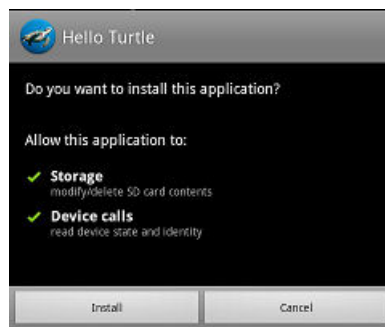 Hello Turtle
Do you want to install this application?
Allow this application to:
Storage
modify/delete SD card contents
Device calls
read device state and identity
Install
Cancel